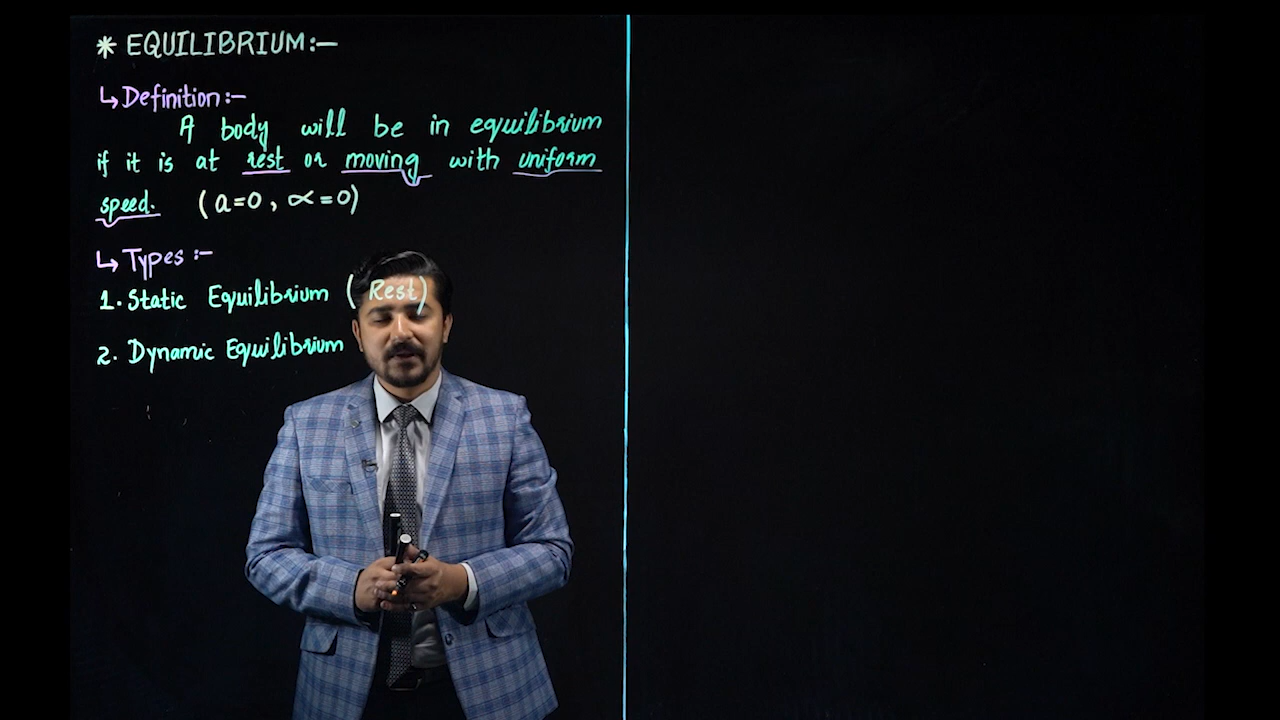 * EQUILIBRIUM:-
↳ Definition:-
A body will be in equilibrium
if it is at rest or moving with uniform
speed. (a=0, α=0)
↳ Types:-
1. Static Equilibrium (Rest)
2. Dynamic Equilibrium